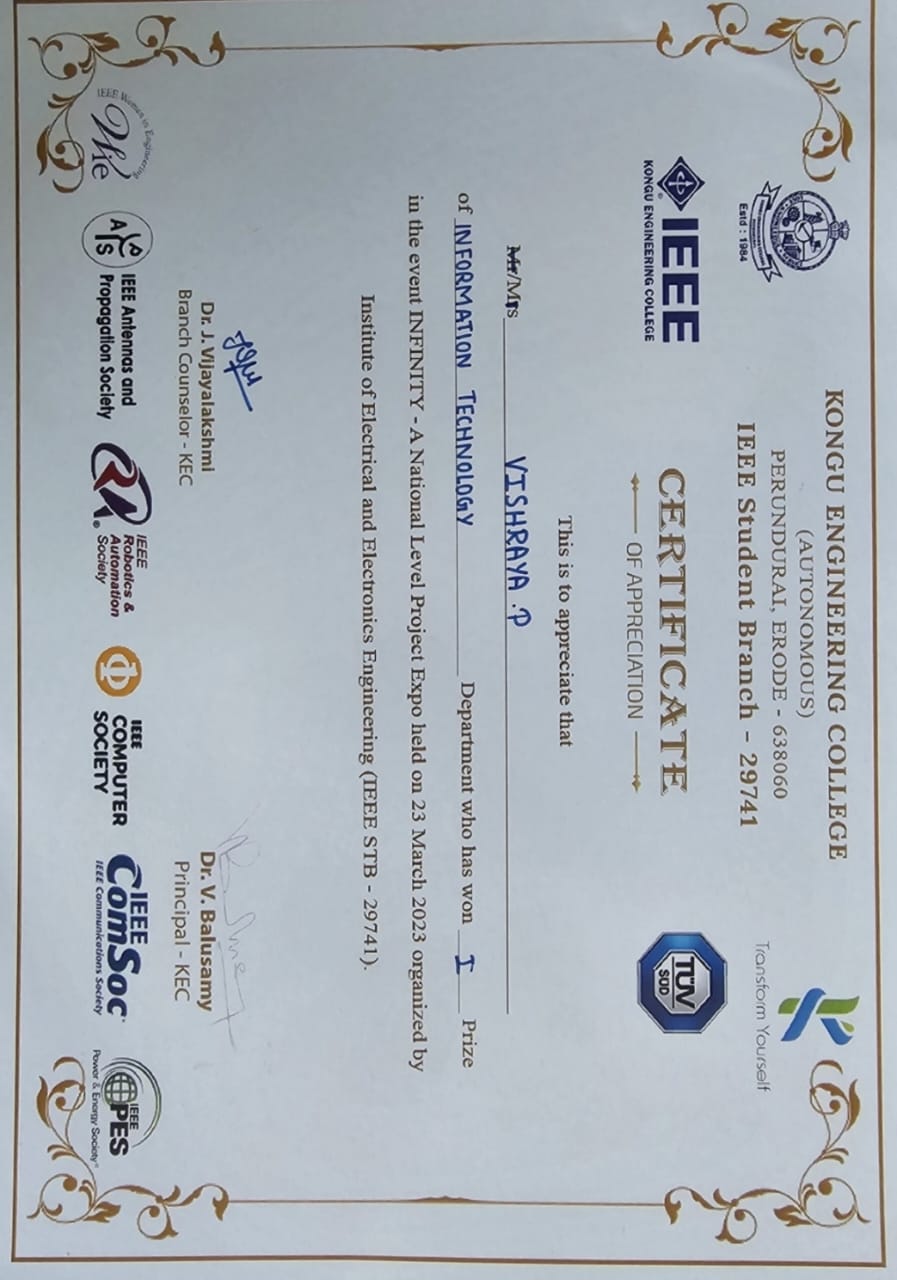 KONGU ENGINEERING COLLEGE
(AUTONOMOUS)
PERUNDURAI, ERODE - 638060
IEEE Student Branch - 29741
Estd : 1984
Transform Yourself
IEEE
KONGU ENGINEERING COLLEGE
TÜV
SÜD
CERTIFICATE
OF APPRECIATION
This is to appreciate that
Mr/Mrs VISHRAYA .P
of INFORMATION TECHNOLOGY Department who has won I Prize
in the event INFINITY - A National Level Project Expo held on 23 March 2023 organized by
Institute of Electrical and Electronics Engineering (IEEE STB - 29741).
Dr. J. Vijayalakshmi
Branch Counselor - KEC
Dr. V. Balusamy
Principal - KEC
IEEE Women in Engineering
Wie
APS
IEEE Antennas and
Propagation Society
RA
IEEE
Robotics &
Automation
Society
IEEE
COMPUTER
SOCIETY
IEEE
ComSoc
IEEE Communications Society
IEEE
PES
Power & Energy Society®